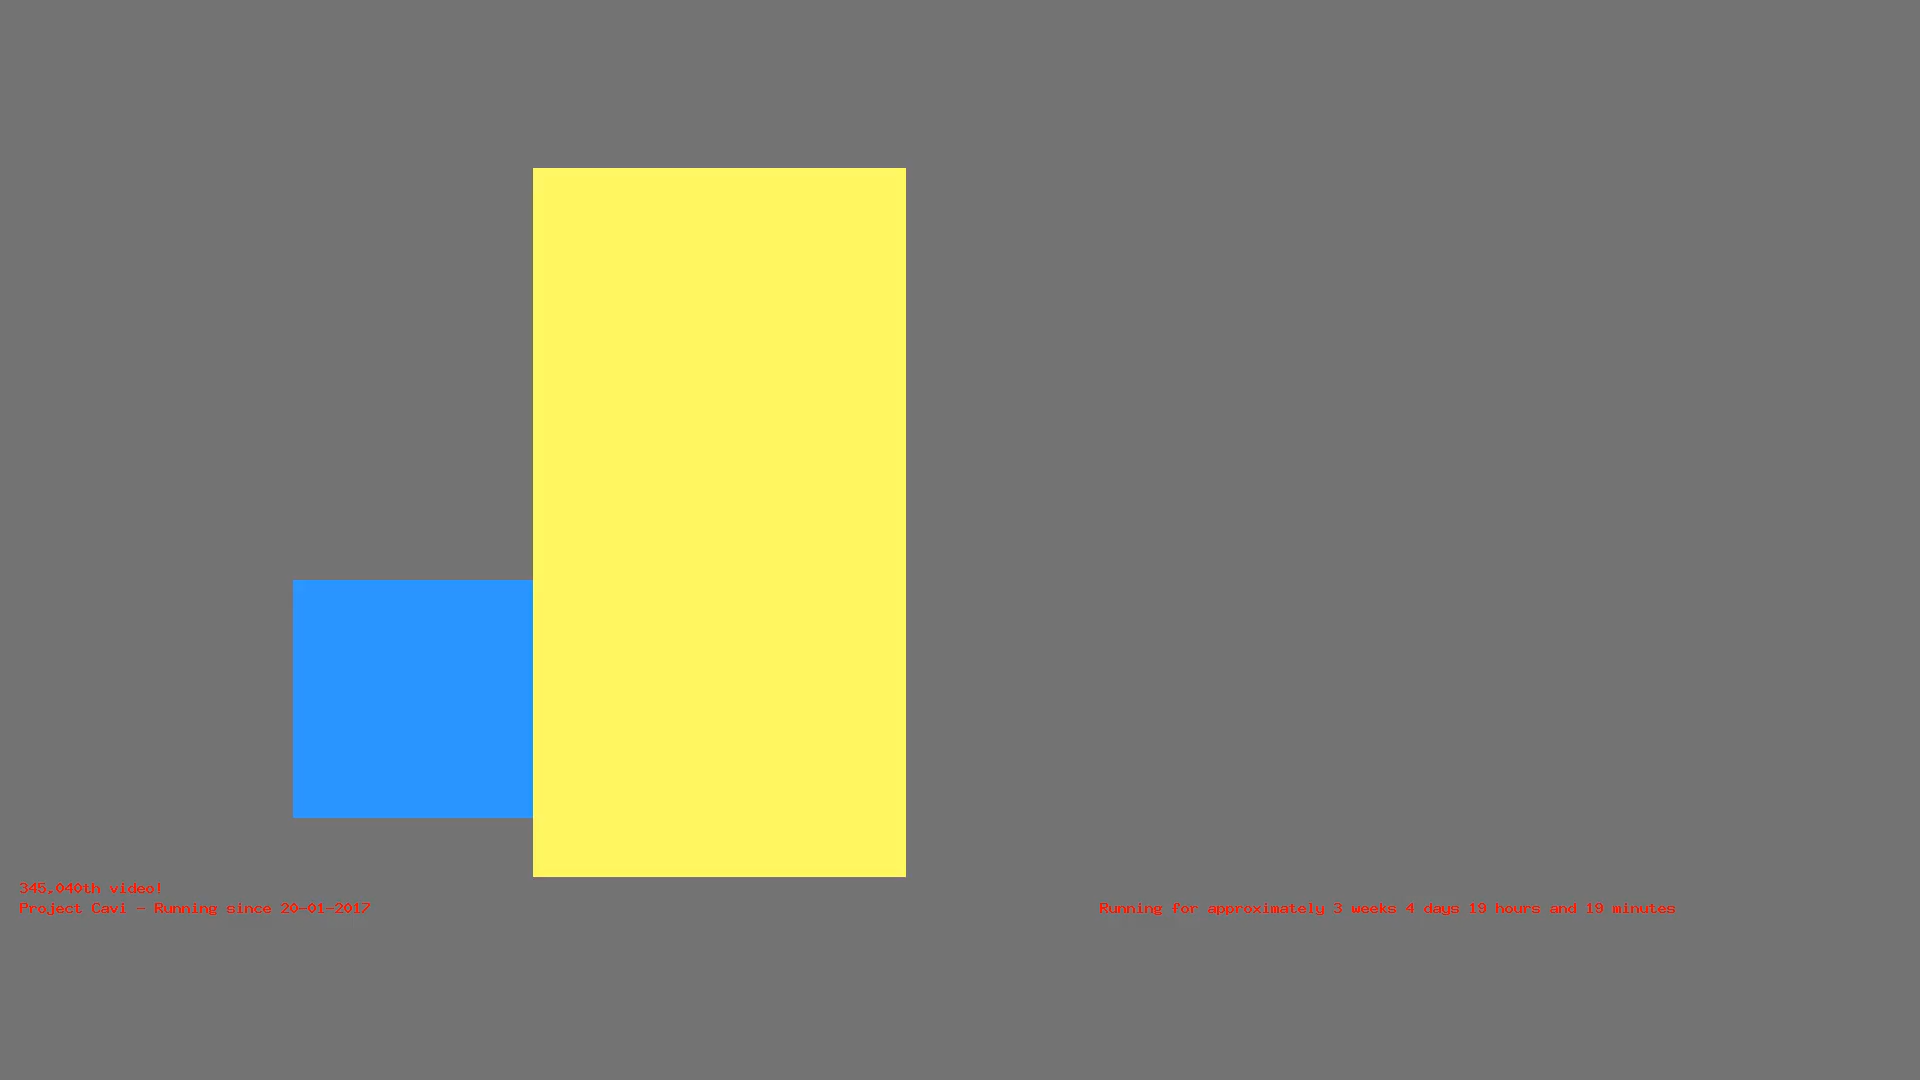 345,040th video!
Project Cavi - Running since 20-01-2017
Running for approximately 3 weeks 4 days 19 hours and 19 minutes